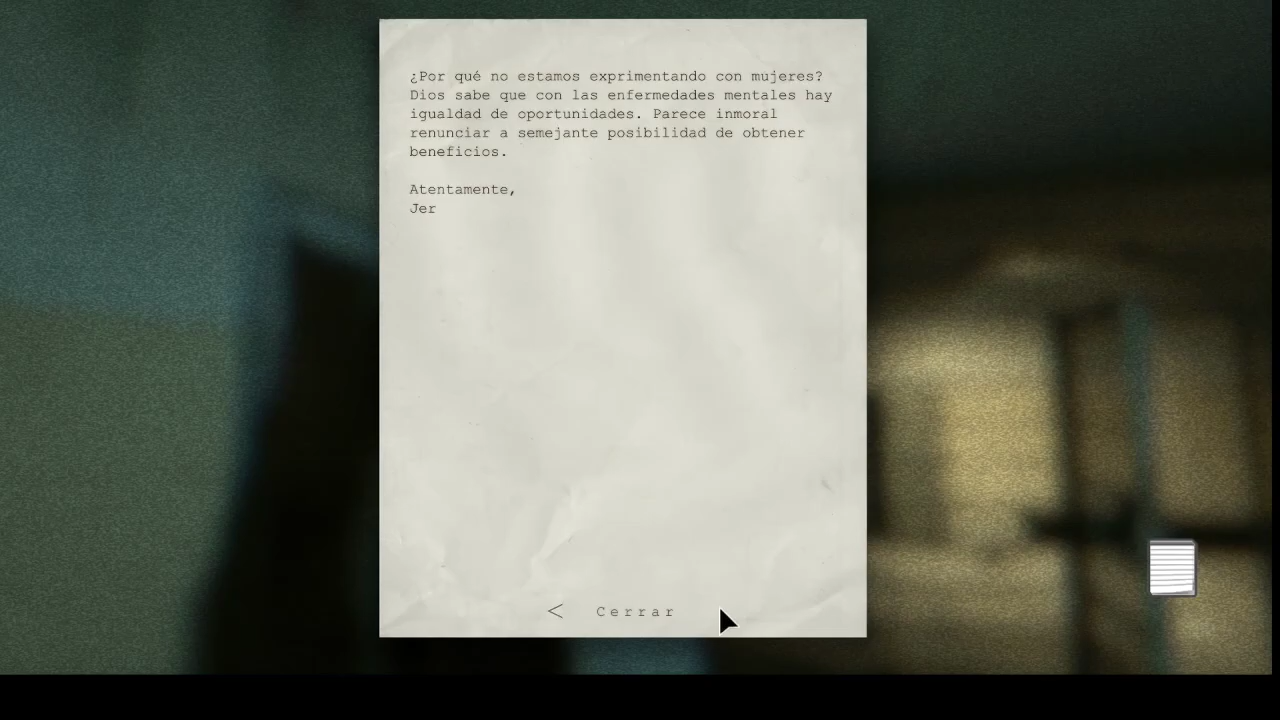 ¿Por qué no estamos exprimentando con mujeres?
Dios sabe que con las enfermedades mentales hay
igualdad de oportunidades. Parece inmoral
renunciar a semejante posibilidad de obtener
beneficios.
Atentamente,
Jer
< Cerrar